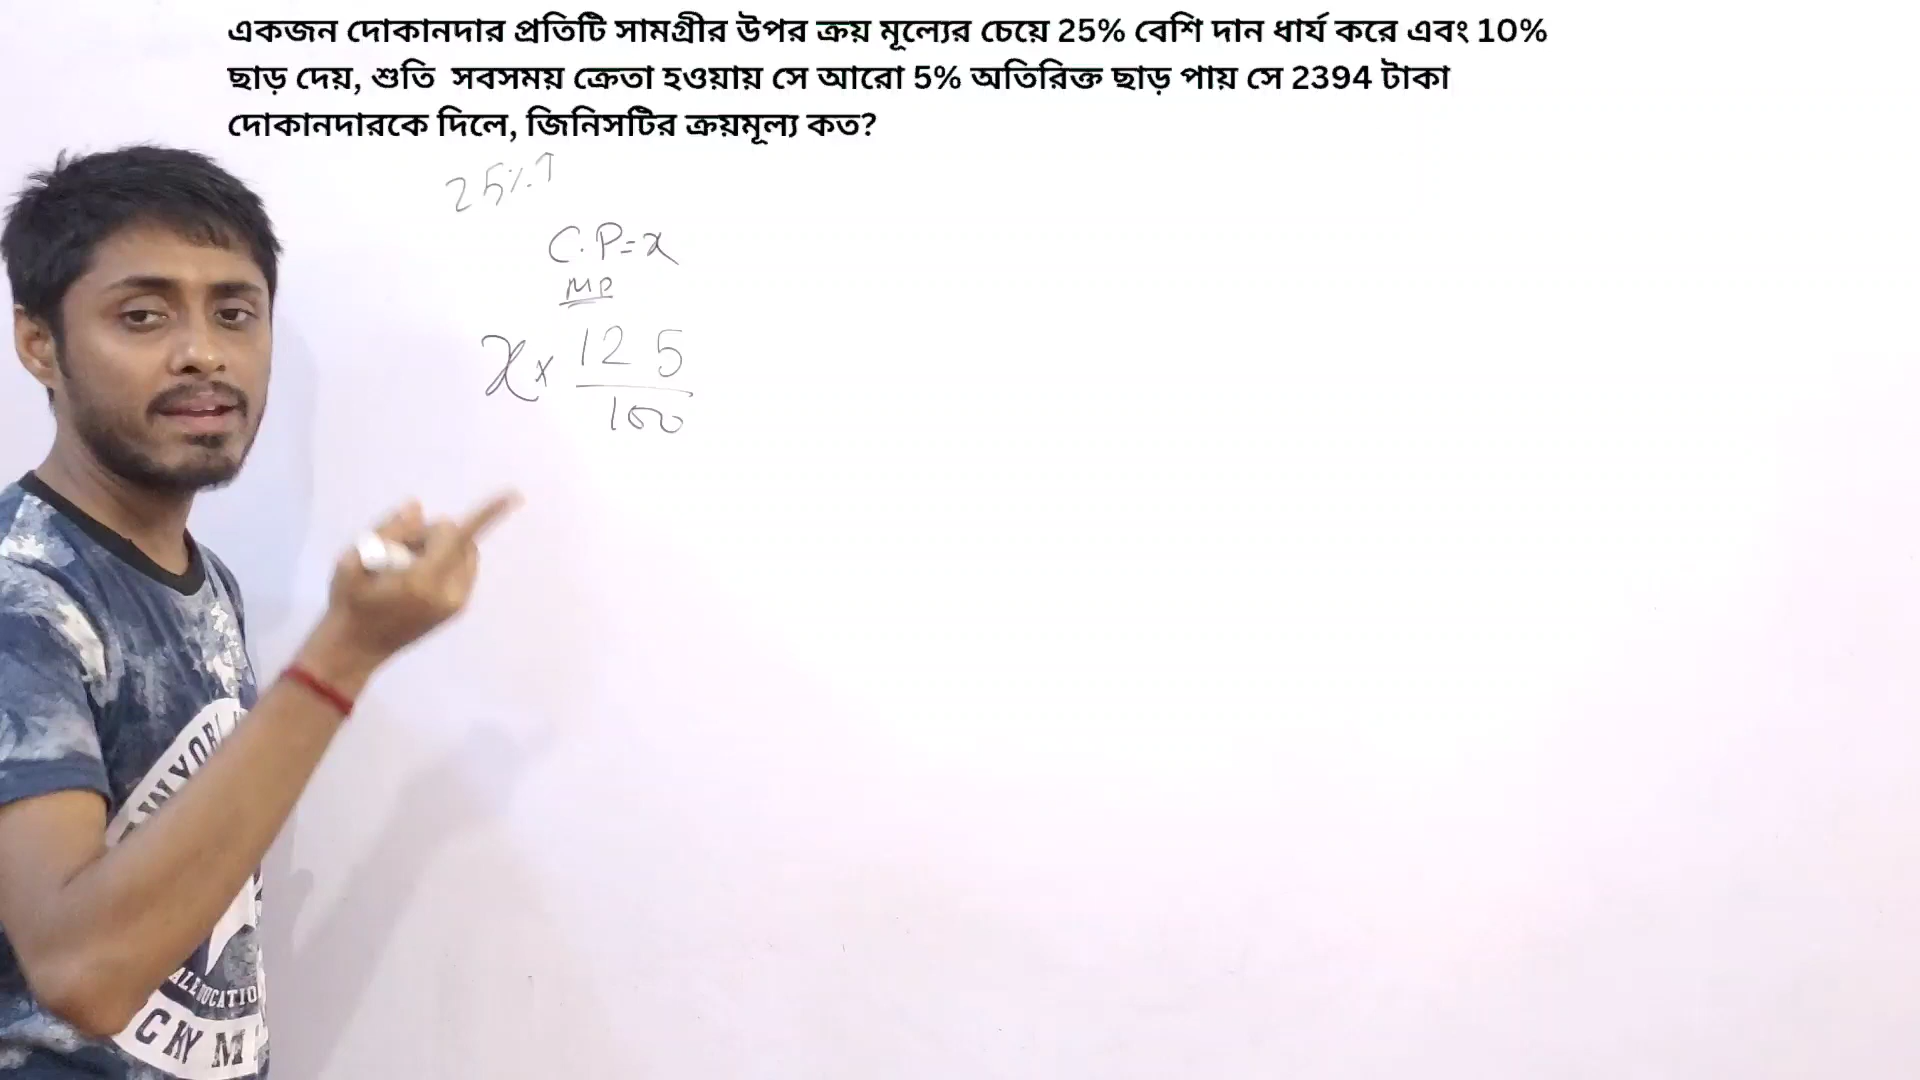 একজন দোকানদার প্রতিটি সামগ্রীর উপর ক্রয় মূল্যের চেয়ে 25% বেশি দান ধার্য করে এবং 10%
ছাড় দেয়, শুতি সবসময় ক্রেতা হওয়ায় সে আরো 5% অতিরিক্ত ছাড় পায় সে 2394 টাকা
দোকানদারকে দিলে, জিনিসটির ক্রয়মূল্য কত?
25%↑
C.P=x
MP
x × 125
100
CHY M